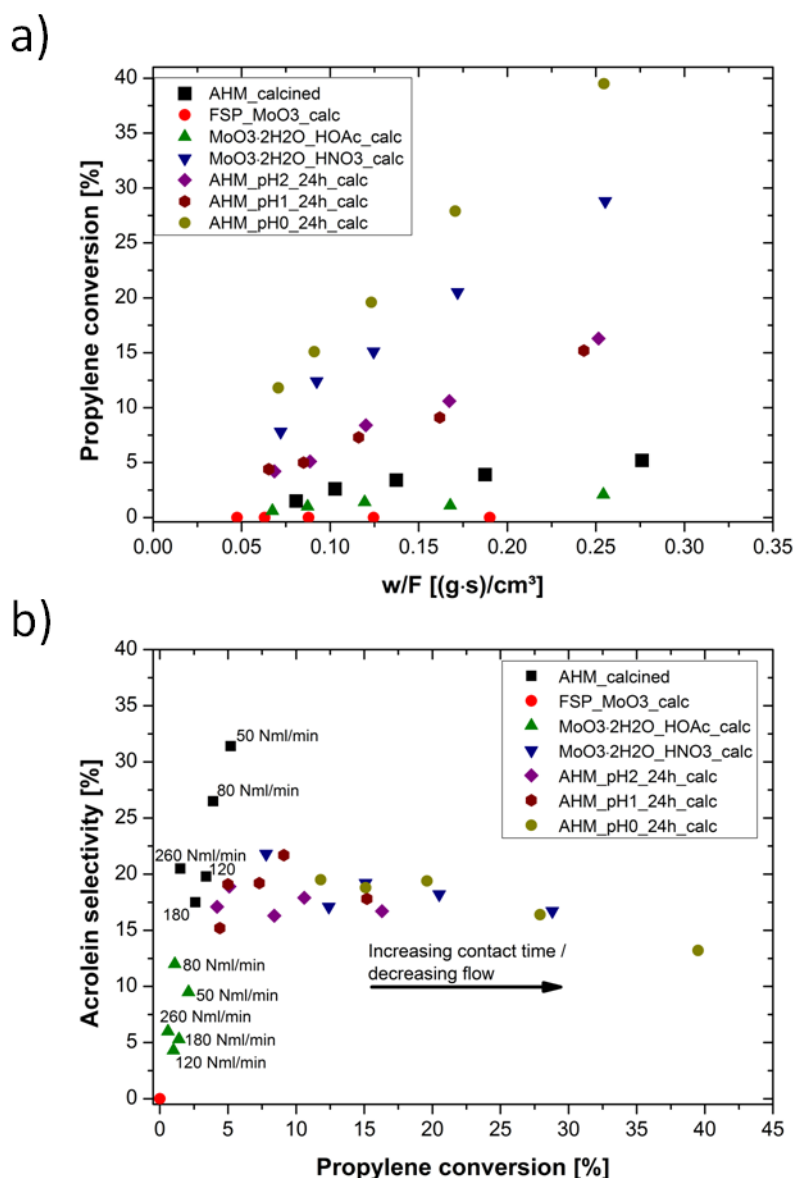 a)
40
35
30
25
20
15
10
5
0
Propylene conversion [%]
AHM_calcined
FSP_MoO3_calc
MoO3·2H2O_HOAc_calc
MoO3·2H2O_HNO3_calc
AHM_pH2_24h_calc
AHM_pH1_24h_calc
AHM_pH0_24h_calc
0.00 0.05 0.10 0.15 0.20 0.25 0.30 0.35
w/F [(g·s)/cm³]
b)
40
35
30
25
20
15
10
5
0
Acrolein selectivity [%]
AHM_calcined
FSP_MoO3_calc
MoO3·2H2O_HOAc_calc
MoO3·2H2O_HNO3_calc
AHM_pH2_24h_calc
AHM_pH1_24h_calc
AHM_pH0_24h_calc
50 Nml/min
80 Nml/min
260 Nml/min
120
180
80 Nml/min
50 Nml/min
260 Nml/min
180 Nml/min
120 Nml/min
Increasing contact time /
decreasing flow
0 5 10 15 20 25 30 35 40 45
Propylene conversion [%]